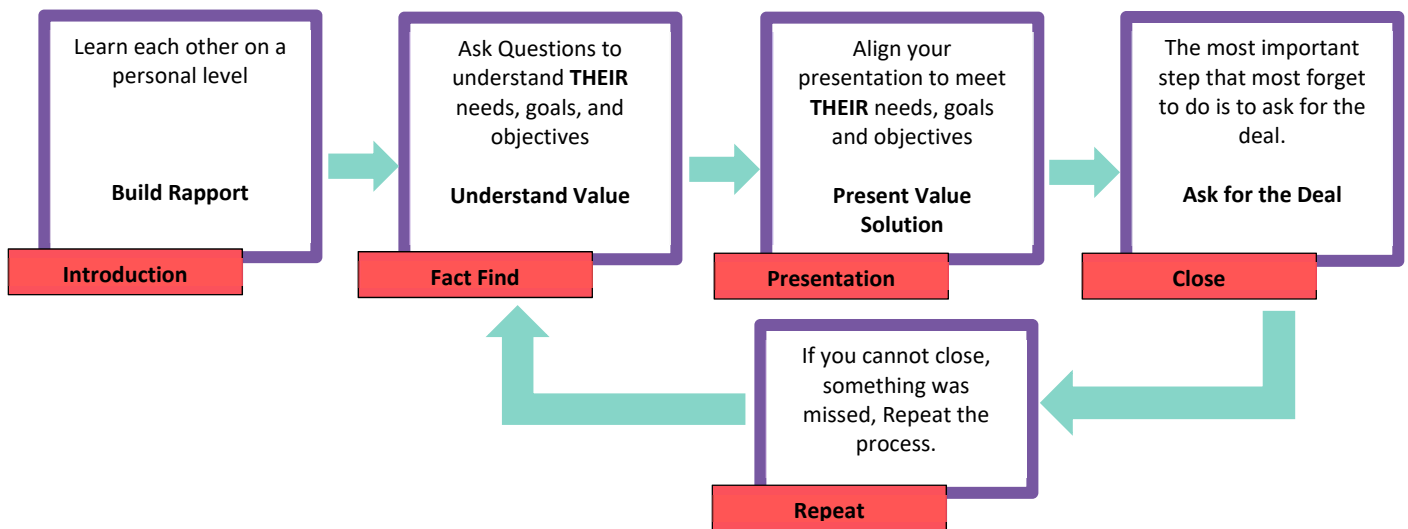 Learn each other on a
personal level
Build Rapport
Introduction
Ask Questions to
understand THEIR
needs, goals, and
objectives
Understand Value
Fact Find
Align your
presentation to meet
THEIR needs, goals
and objectives
Present Value
Solution
Presentation
The most important
step that most forget
to do is to ask for the
deal.
Ask for the Deal
Close
If you cannot close,
something was
missed, Repeat the
process.
Repeat